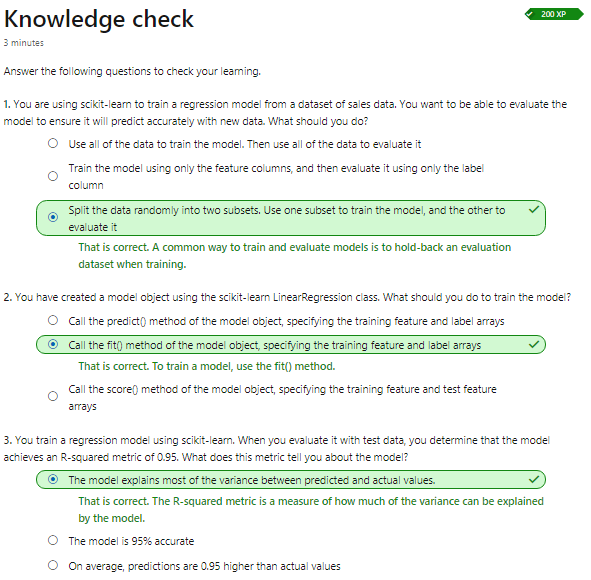 Knowledge check
200 XP
3 minutes
Answer the following questions to check your learning.
1. You are using scikit-learn to train a regression model from a dataset of sales data. You want to be able to evaluate the
model to ensure it will predict accurately with new data. What should you do?
Use all of the data to train the model. Then use all of the data to evaluate it
Train the model using only the feature columns, and then evaluate it using only the label
column
Split the data randomly into two subsets. Use one subset to train the model, and the other to
evaluate it
That is correct. A common way to train and evaluate models is to hold-back an evaluation
dataset when training.
2. You have created a model object using the scikit-learn LinearRegression class. What should you do to train the model?
Call the predict() method of the model object, specifying the training feature and label arrays
Call the fit() method of the model object, specifying the training feature and label arrays
That is correct. To train a model, use the fit() method.
Call the score() method of the model object, specifying the training feature and test feature
arrays
3. You train a regression model using scikit-learn. When you evaluate it with test data, you determine that the model
achieves an R-squared metric of 0.95. What does this metric tell you about the model?
The model explains most of the variance between predicted and actual values.
That is correct. The R-squared metric is a measure of how much of the variance can be explained
by the model.
The model is 95% accurate
On average, predictions are 0.95 higher than actual values